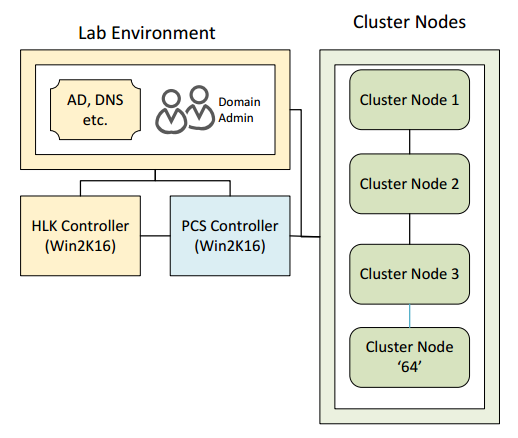 Lab Environment
Cluster Nodes
AD, DNS
etc.
Domain
Admin
HLK Controller
(Win2K16)
PCS Controller
(Win2K16)
Cluster Node 1
Cluster Node 2
Cluster Node 3
Cluster Node
‘64’